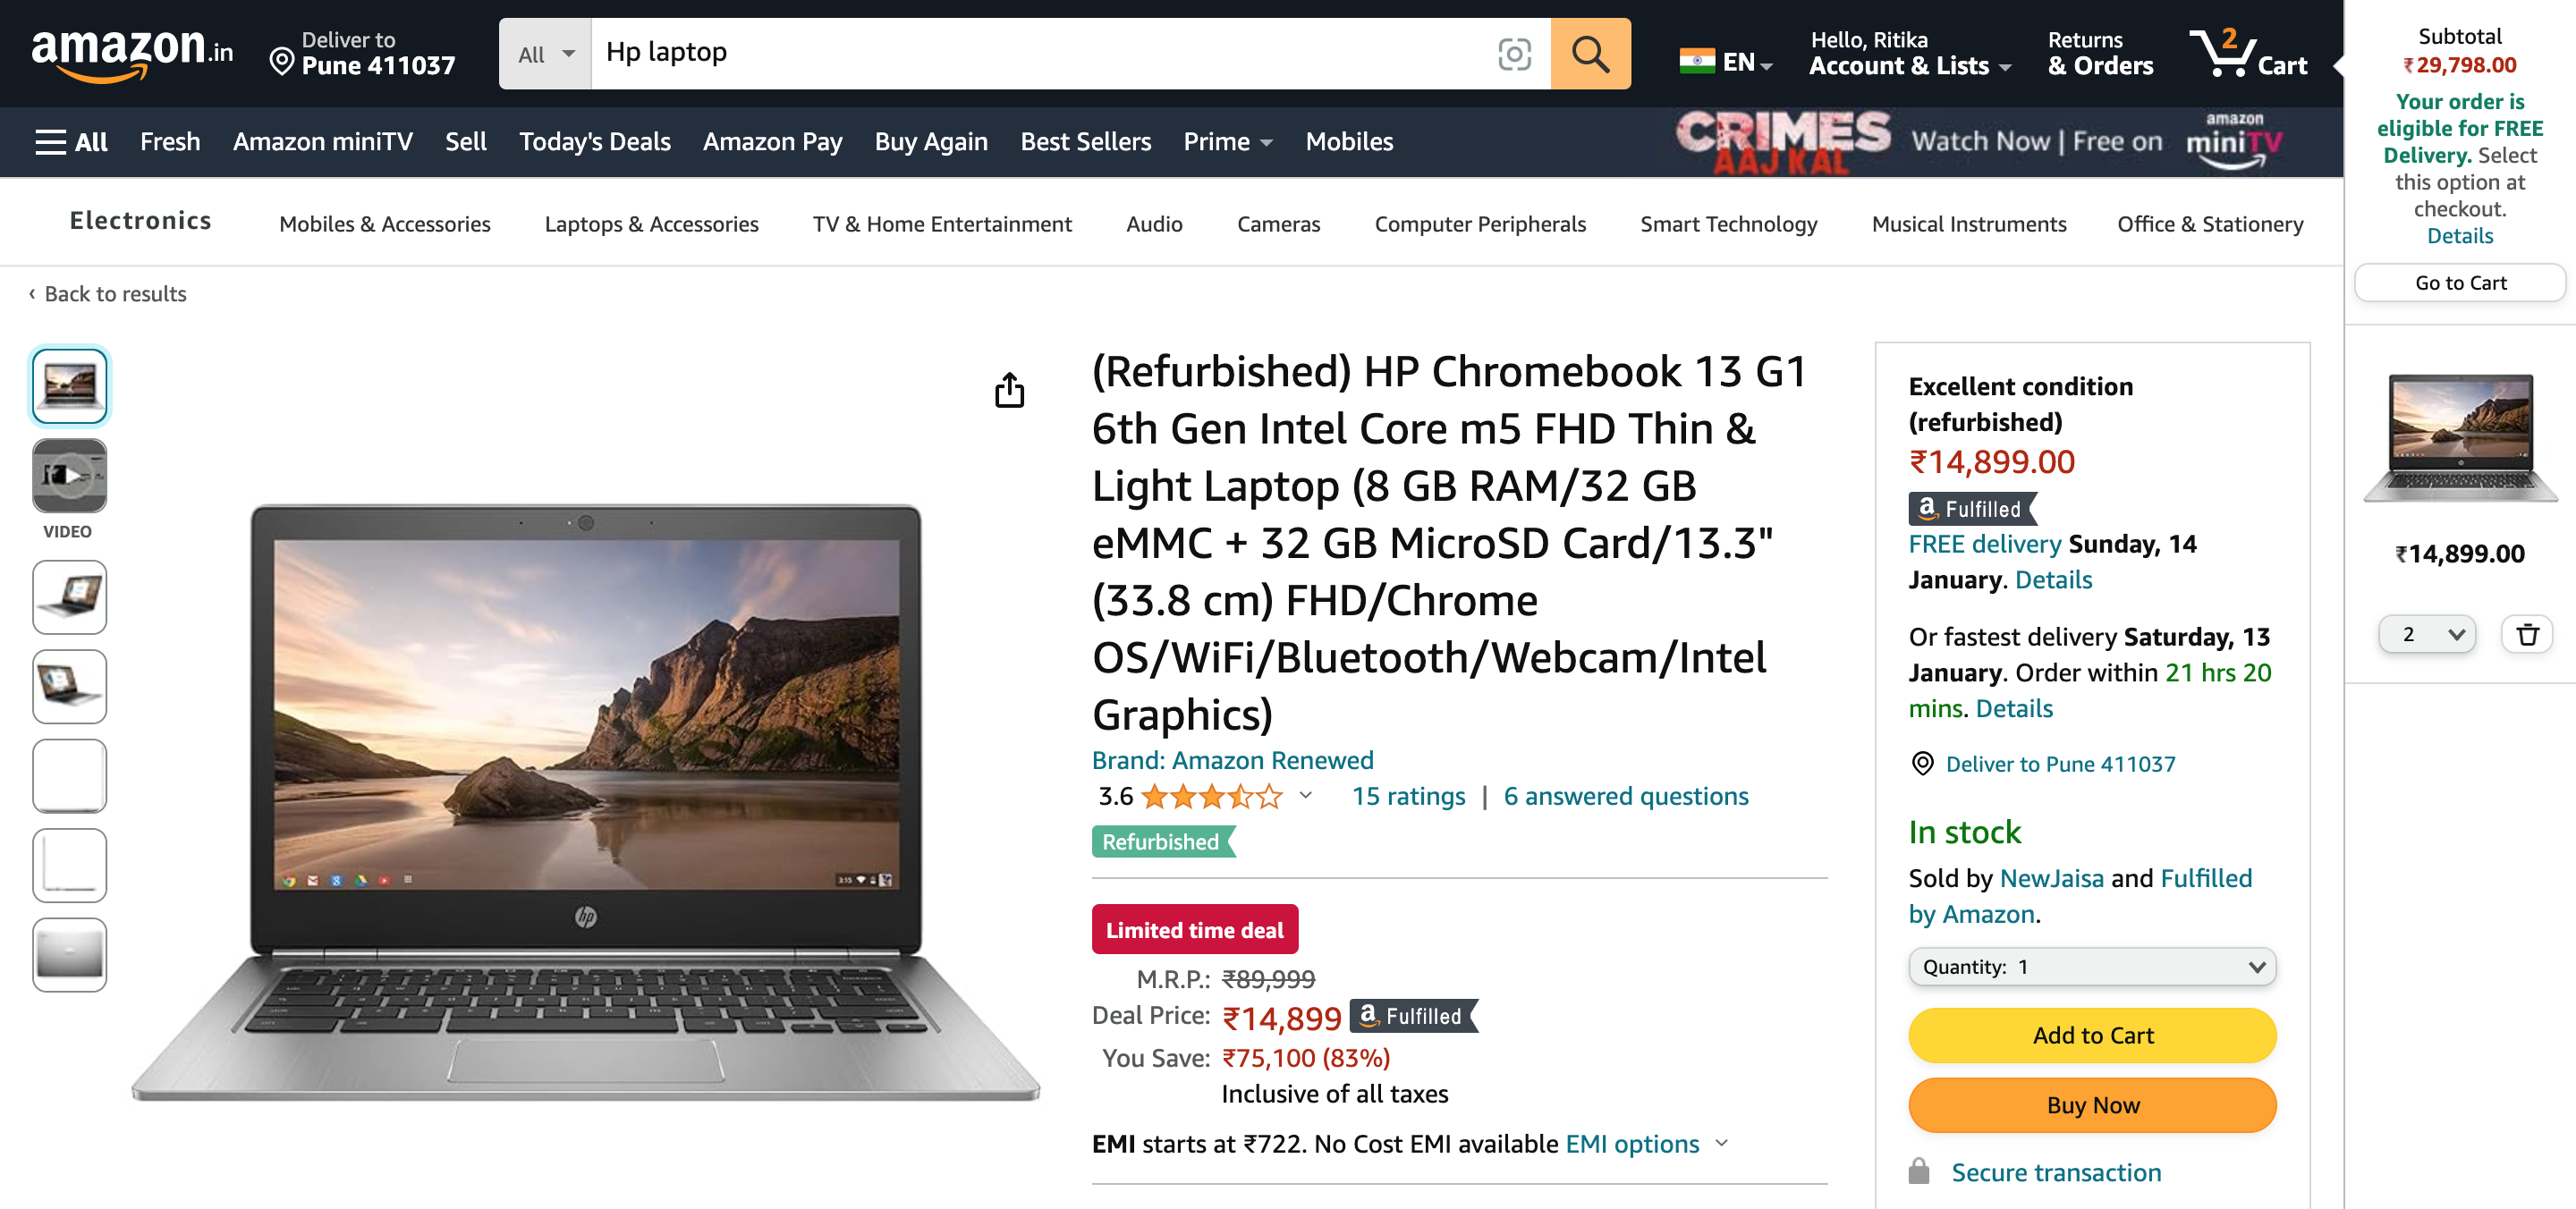 amazon.in
Deliver to
Pune 411037
All
Hp laptop
EN
Hello, Ritika
Account & Lists
Returns
& Orders
2
Cart
Subtotal
₹29,798.00
Your order is
eligible for FREE
Delivery. Select
this option at
checkout.
Details
Go to Cart
₹14,899.00
2
All
Fresh
Amazon miniTV
Sell
Today's Deals
Amazon Pay
Buy Again
Best Sellers
Prime
Mobiles
CRIMES
AAJ KAL
Watch Now | Free on
amazon
miniTV
Electronics
Mobiles & Accessories
Laptops & Accessories
TV & Home Entertainment
Audio
Cameras
Computer Peripherals
Smart Technology
Musical Instruments
Office & Stationery
‹ Back to results
VIDEO
3:15
hp
(Refurbished) HP Chromebook 13 G1
6th Gen Intel Core m5 FHD Thin &
Light Laptop (8 GB RAM/32 GB
eMMC + 32 GB MicroSD Card/13.3"
(33.8 cm) FHD/Chrome
OS/WiFi/Bluetooth/Webcam/Intel
Graphics)
Brand: Amazon Renewed
3.6
15 ratings | 6 answered questions
Refurbished
Limited time deal
M.R.P.: ₹89,999
Deal Price: ₹14,899 a Fulfilled
You Save: ₹75,100 (83%)
Inclusive of all taxes
EMI starts at ₹722. No Cost EMI available EMI options
Excellent condition
(refurbished)
₹14,899.00
a Fulfilled
FREE delivery Sunday, 14
January. Details
Or fastest delivery Saturday, 13
January. Order within 21 hrs 20
mins. Details
Deliver to Pune 411037
In stock
Sold by NewJaisa and Fulfilled
by Amazon.
Quantity: 1
Add to Cart
Buy Now
Secure transaction